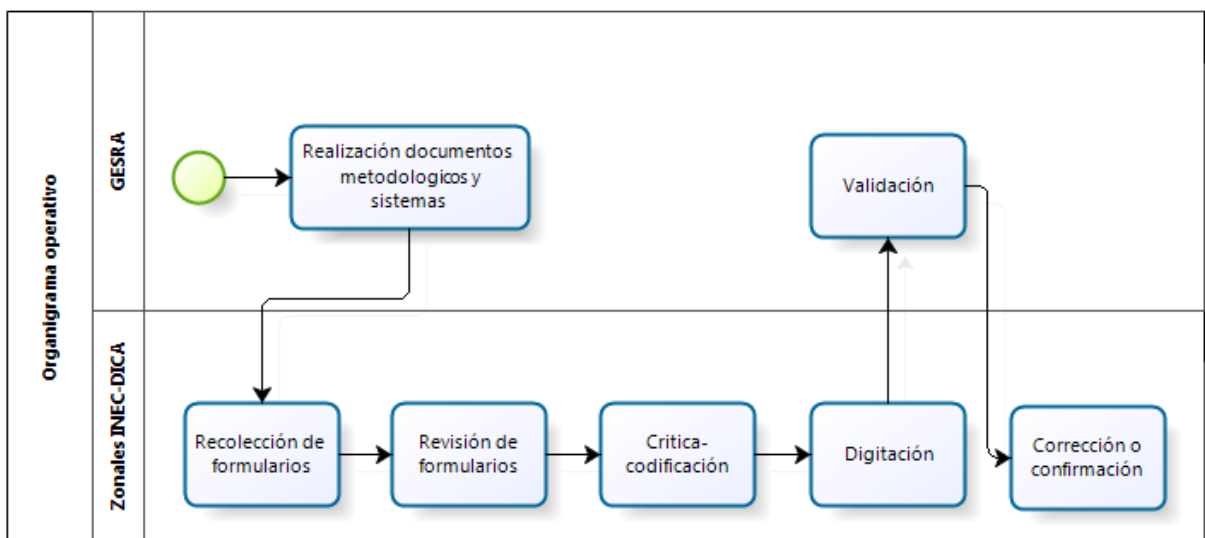 Organigrama operativo
GESRA
Realización documentos
metodologicos y
sistemas
Validación
Zonales INEC-DICA
Recolección de
formularios
Revisión de
formularios
Critica-
codificación
Digitación
Corrección o
confirmación